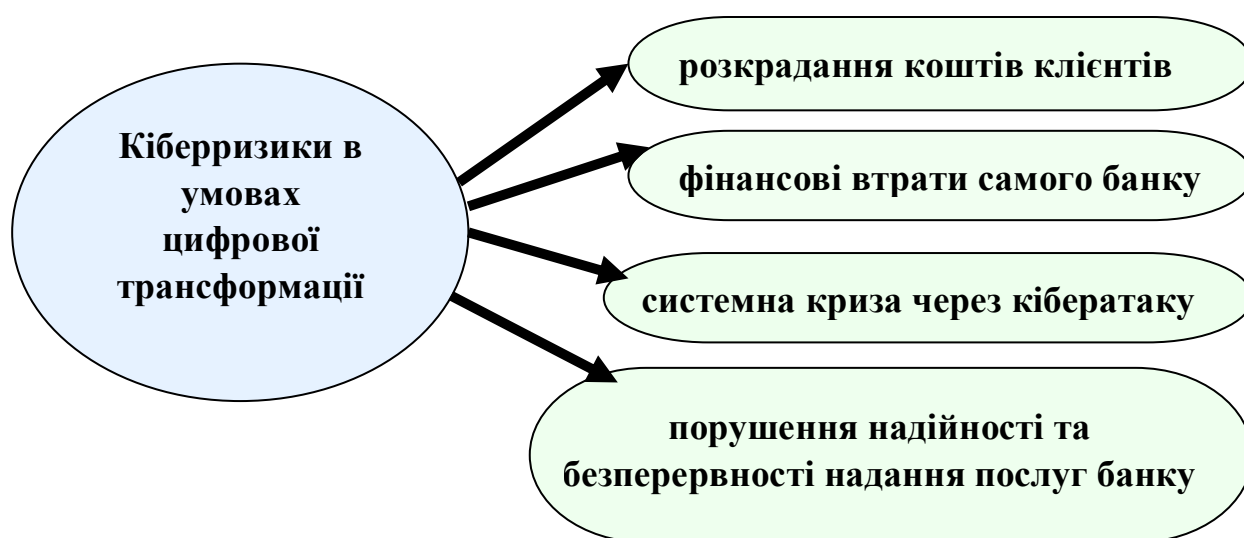 Кіберризики в
умовах
цифрової
трансформації
розкрадання коштів клієнтів
фінансові втрати самого банку
системна криза через кібератаку
порушення надійності та
безперервності надання послуг банку